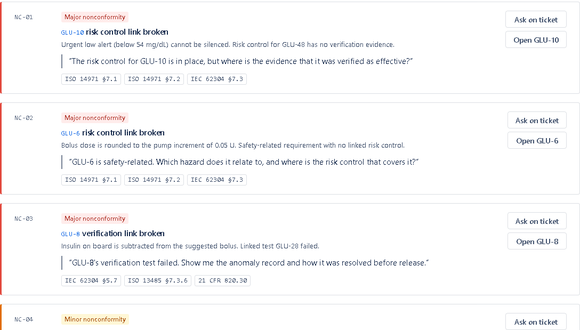 NC-01
Major nonconformity
Ask on ticket
GLU-10 risk control link broken
Open GLU-10
Urgent low alert (below 54 mg/dL) cannot be silenced. Risk control for GLU-48 has no verification evidence.
"The risk control for GLU-10 is in place, but where is the evidence that it was verified as effective?"
ISO 14971 §7.1 ISO 14971 §7.2 IEC 62304 §7.3
NC-02
Major nonconformity
Ask on ticket
GLU-6 risk control link broken
Open GLU-6
Bolus dose is rounded to the pump increment of 0.05 U. Safety-related requirement with no linked risk control.
"GLU-6 is safety-related. Which hazard does it relate to, and where is the risk control that covers it?"
ISO 14971 §7.1 ISO 14971 §7.2 IEC 62304 §7.3
NC-03
Major nonconformity
Ask on ticket
GLU-8 verification link broken
Open GLU-8
Insulin on board is subtracted from the suggested bolus. Linked test GLU-28 failed.
"GLU-8's verification test failed. Show me the anomaly record and how it was resolved before release."
IEC 62304 §5.7 ISO 13485 §7.3.6 21 CFR 820.30
NC-04
Minor nonconformity
Ask on ticket